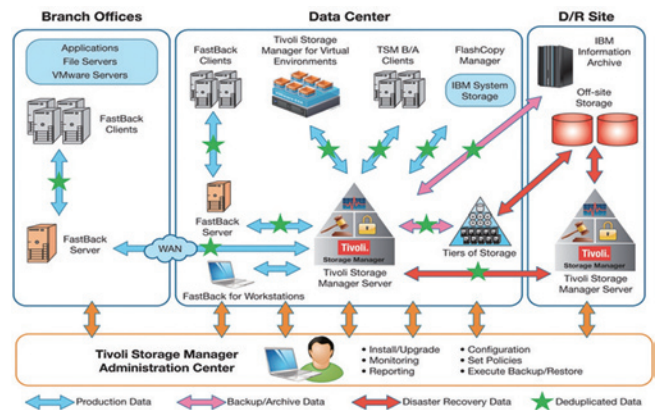 Branch Offices
Applications
File Servers
VMware Servers
FastBack
Clients
FastBack
Server
WAN
Data Center
FastBack
Clients
Tivoli Storage
Manager for Virtual
Environments
TSM B/A
Clients
FlashCopy
Manager
IBM System
Storage
FastBack
Server
FastBack for Workstations
Tivoli.
Storage Manager
Tivoli Storage
Manager Server
Tiers of Storage
D/R Site
IBM
Information
Archive
Off-site
Storage
Tivoli.
Storage Manager
Tivoli Storage
Manager Server
Tivoli Storage Manager
Administration Center
• Install/Upgrade
• Monitoring
• Reporting
• Configuration
• Set Policies
• Execute Backup/Restore
Production Data
Backup/Archive Data
Disaster Recovery Data
Deduplicated Data